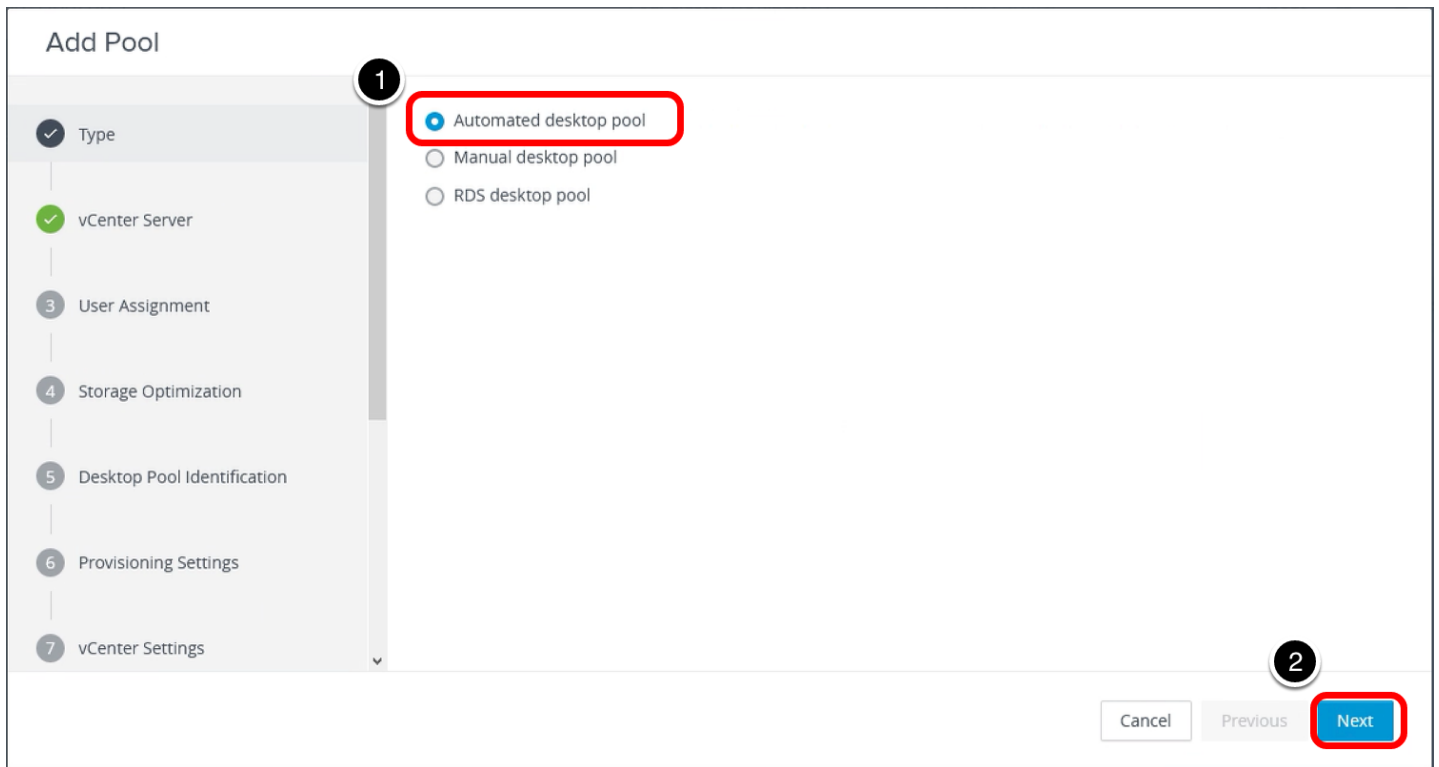 Add Pool
1
Type
vCenter Server
3 User Assignment
4 Storage Optimization
5 Desktop Pool Identification
6 Provisioning Settings
7 vCenter Settings
Automated desktop pool
Manual desktop pool
RDS desktop pool
2
Cancel Previous Next